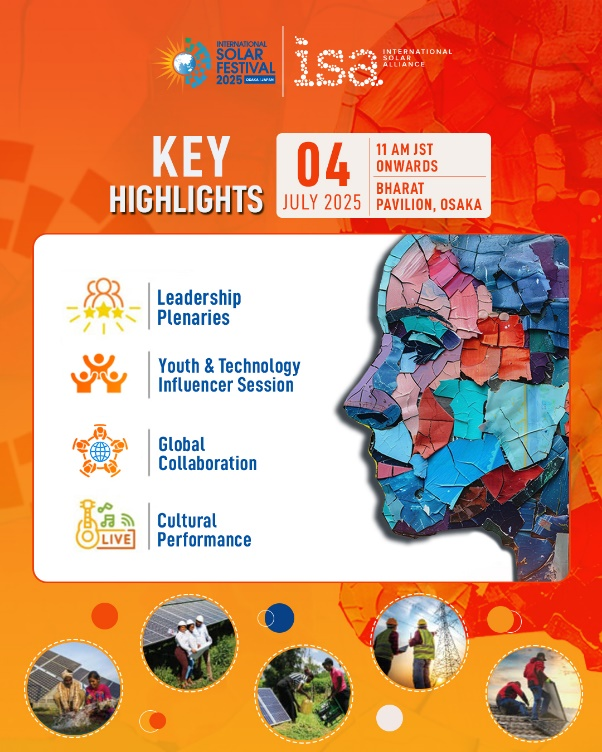 INTERNATIONAL
SOLAR
FESTIVAL
2025 OSAKA JAPAN
isa
INTERNATIONAL
SOLAR
ALLIANCE
KEY
HIGHLIGHTS
04
JULY 2025
11 AM JST
ONWARDS
BHARAT
PAVILION, OSAKA
Leadership
Plenaries
Youth & Technology
Influencer Session
Global
Collaboration
LIVE
Cultural
Performance